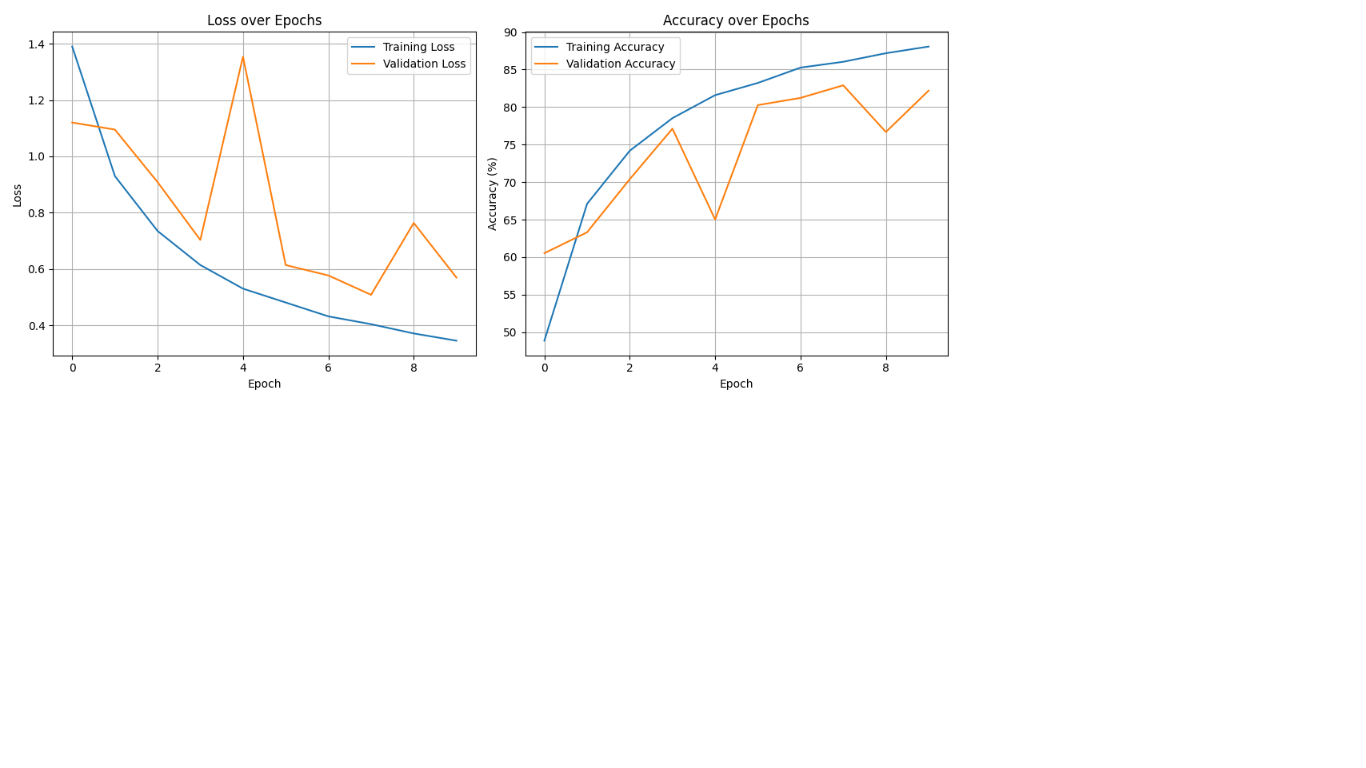 Loss over Epochs
Training Loss
Validation Loss
1.4
1.2
1.0
0.8
0.6
0.4
Loss
0
2
4
6
8
Epoch
Accuracy over Epochs
Training Accuracy
Validation Accuracy
90
85
80
75
70
65
60
55
50
Accuracy (%)
0
2
4
6
8
Epoch